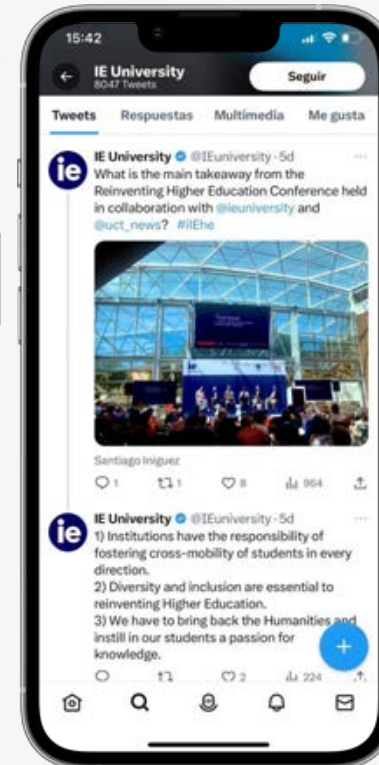 15:42
IE University
8047 Tweets
Seguir
Tweets Respuestas Multimedia Me gusta
ie
IE University @IEuniversity · 5d
What is the main takeaway from the
Reinventing Higher Education Conference held
in collaboration with @ieuniversity and
@uct_news? #iIEhe
Santiago Iniguez
1 1 8 964
ie
IE University @IEuniversity · 5d
1) Institutions have the responsibility of
fostering cross-mobility of students in every
direction.
2) Diversity and inclusion are essential to
reinventing Higher Education.
3) We have to bring back the Humanities and
instill in our students a passion for
knowledge.
2 224